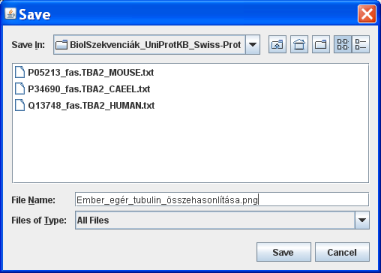 Save
Save In: BiolSzekvenciák_UniProtKB_Swiss-Prot
P05213_fas.TBA2_MOUSE.txt
P34690_fas.TBA2_CAEEL.txt
Q13748_fas.TBA2_HUMAN.txt
File Name: Ember_egér_tubulin_összehasonlítása.png
Files of Type: All Files
Save Cancel